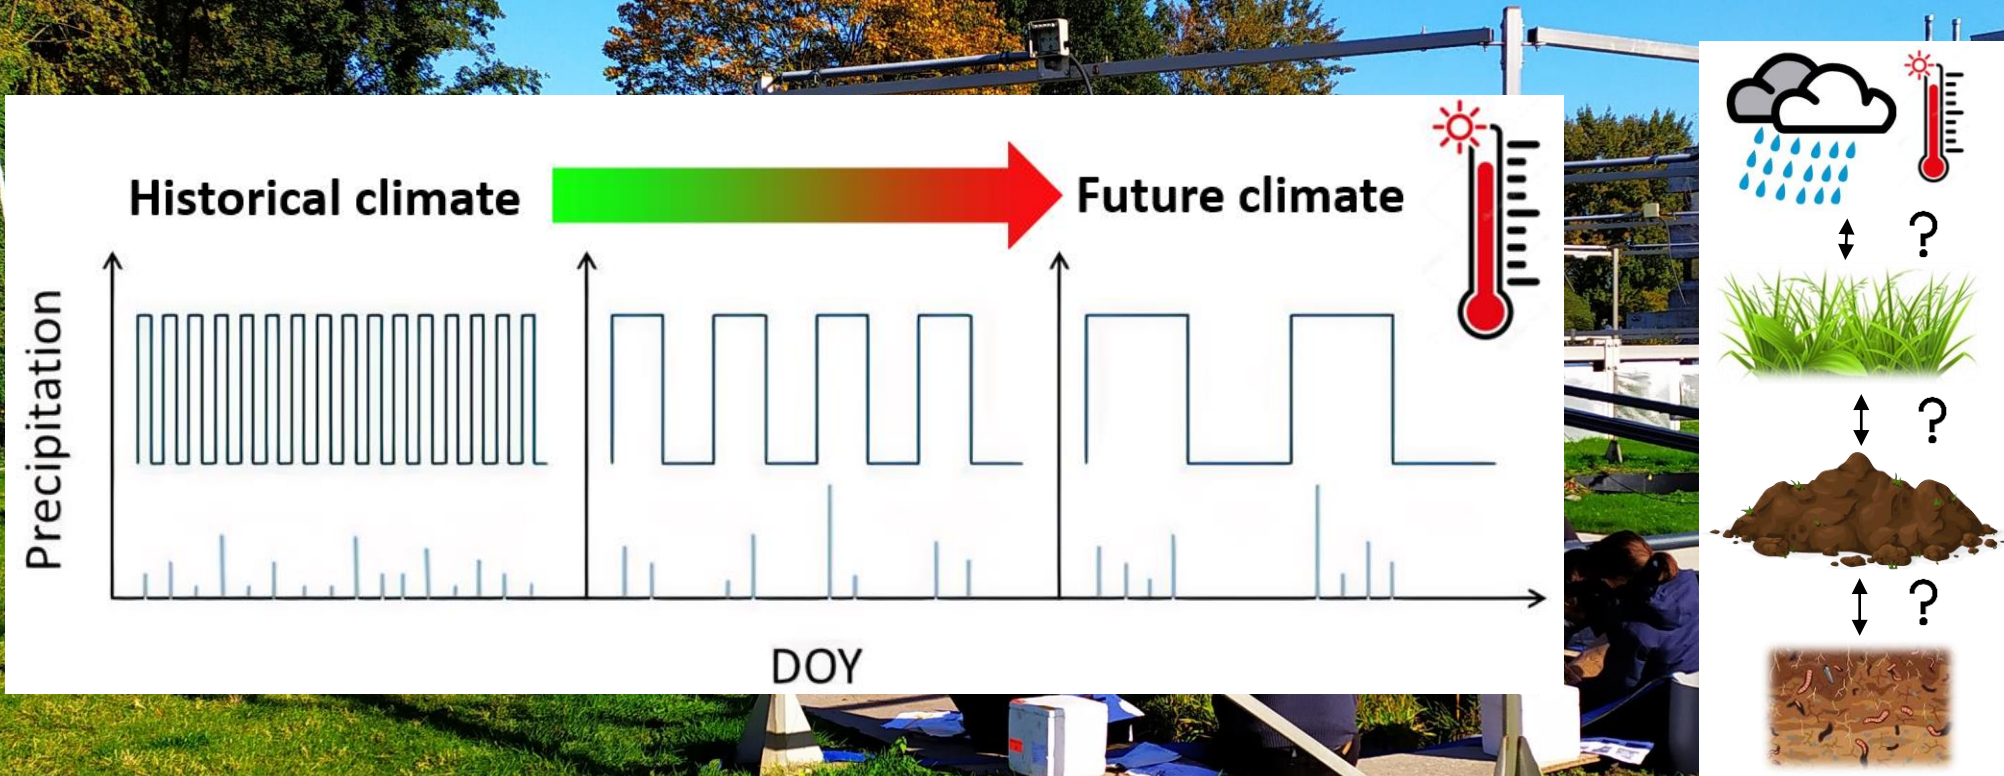 Historical climate
Future climate
Precipitation
DOY
?
?
?